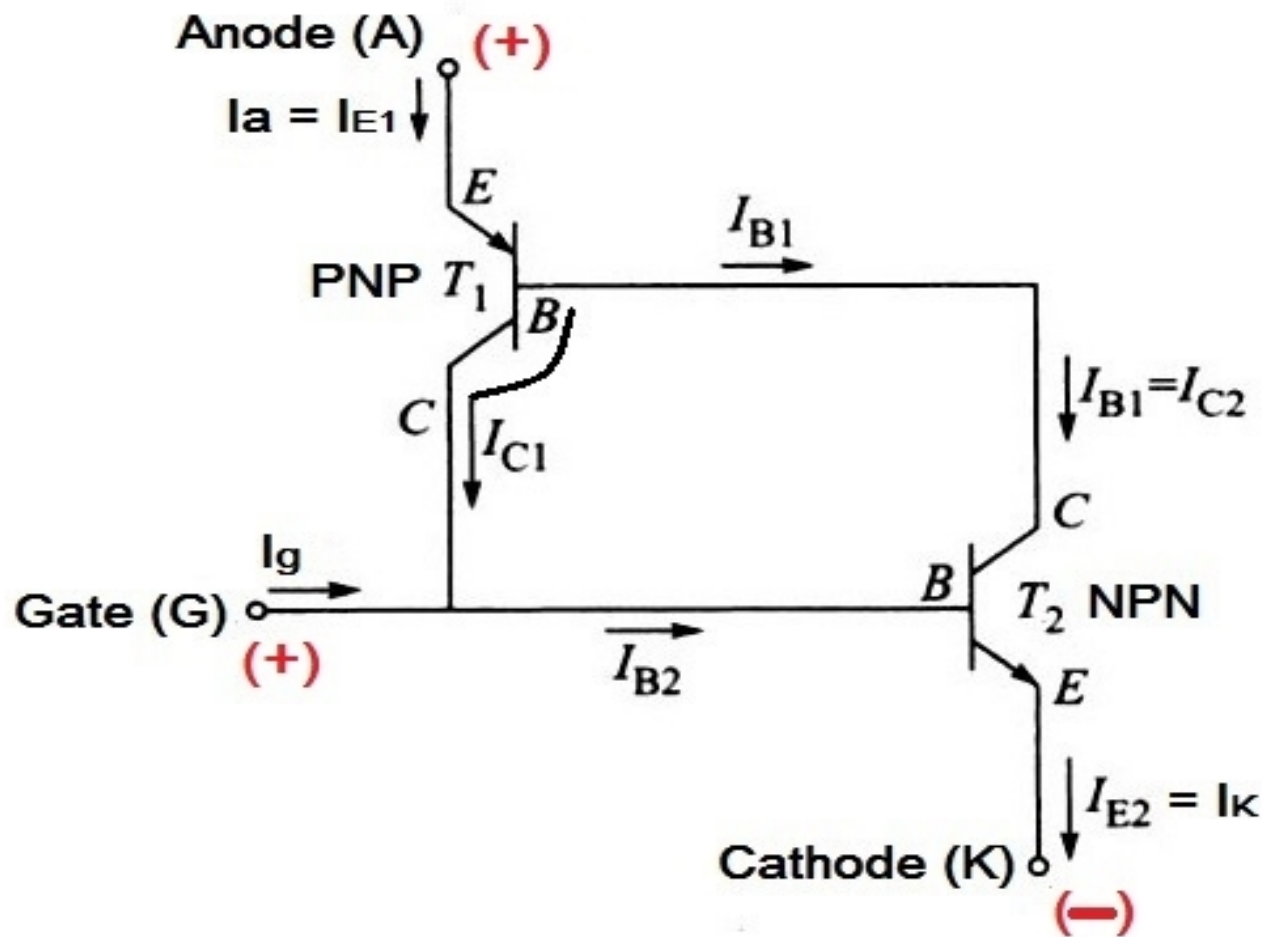 Anode (A) (+)
Ia = IE1
E
IB1
PNP T1
B
C
IC1
IB1=IC2
C
Ig
B
T2 NPN
Gate (G)
(+)
IB2
E
IE2 = IK
Cathode (K)
(−)